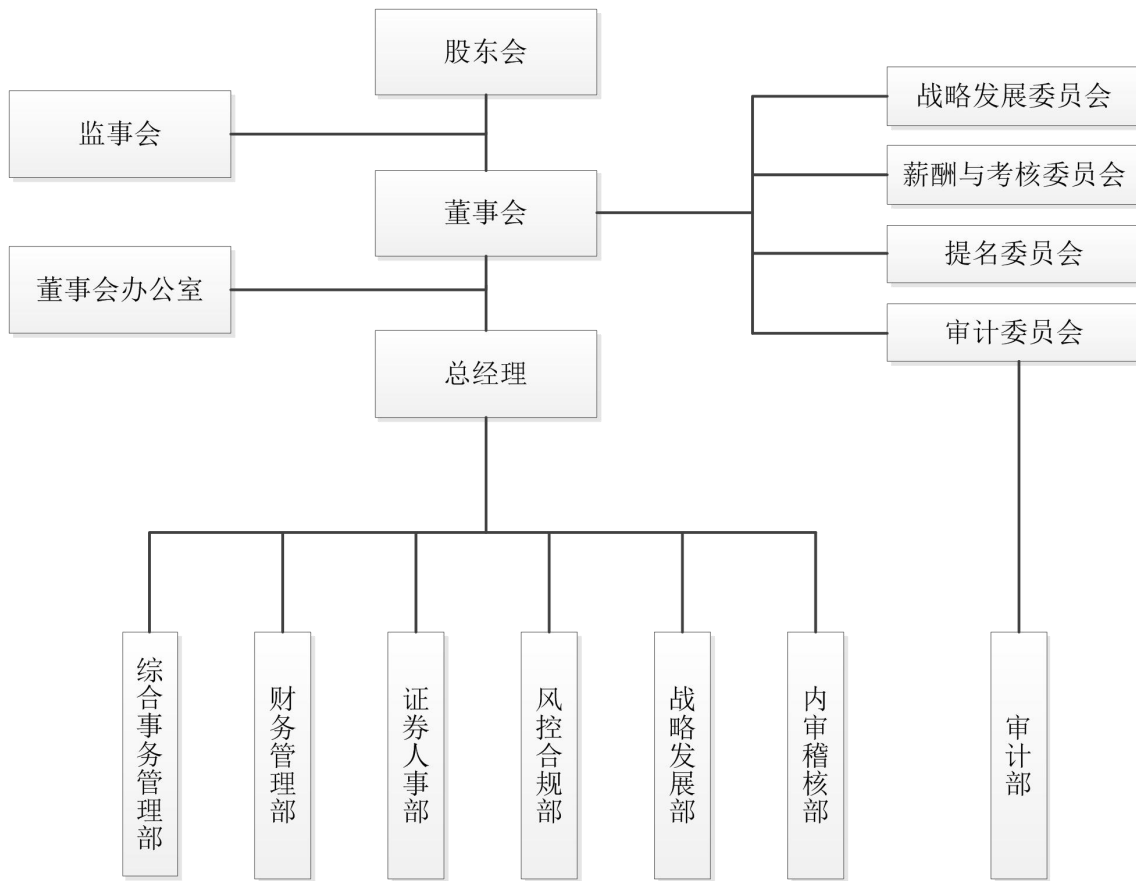 股东会
监事会
战略发展委员会
薪酬与考核委员会
董事会
提名委员会
董事会办公室
审计委员会
总经理
综合事务管理部
财务管理部
证券人事部
风控合规部
战略发展部
内审稽核部
审计部